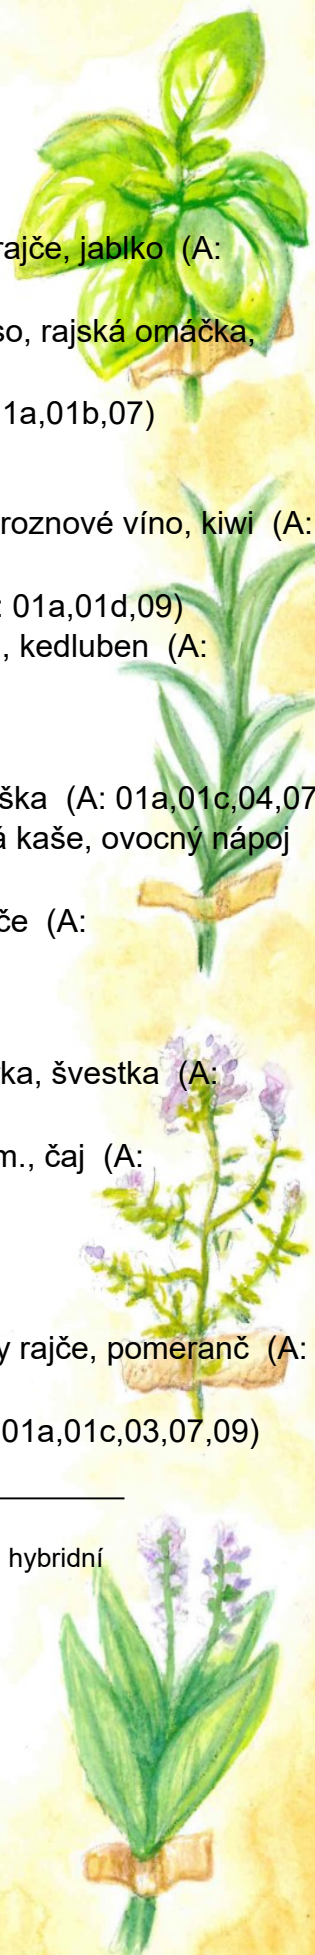 rajče, jablko (A:
so, rajská omáčka,
1a,01b,07)
roznové víno, kiwi (A:
: 01a,01d,09)
, kedluben (A:
ška (A: 01a,01c,04,07
á kaše, ovocný nápoj
če (A:
ka, švestka (A:
m., čaj (A:
y rajče, pomeranč (A:
01a,01c,03,07,09)
hybridní